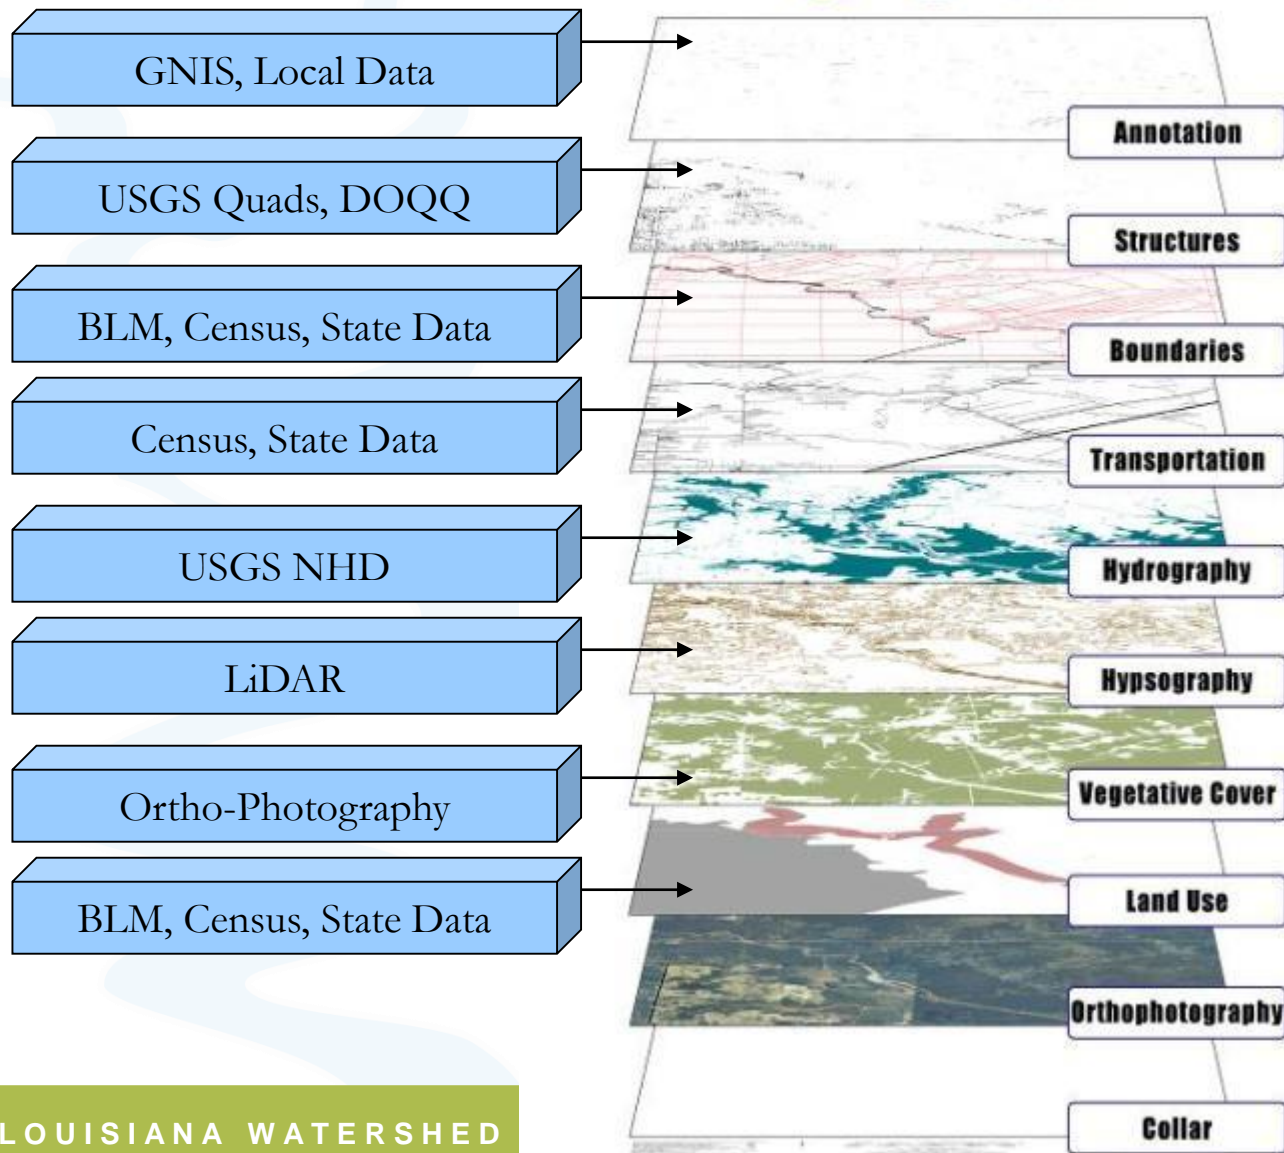 GNIS, Local Data
Annotation
USGS Quads, DOQQ
Structures
BLM, Census, State Data
Boundaries
Census, State Data
Transportation
USGS NHD
Hydrography
LiDAR
Hypsography
Ortho-Photography
Vegetative Cover
BLM, Census, State Data
Land Use
Orthophotography
Collar
LOUISIANA WATERSHED